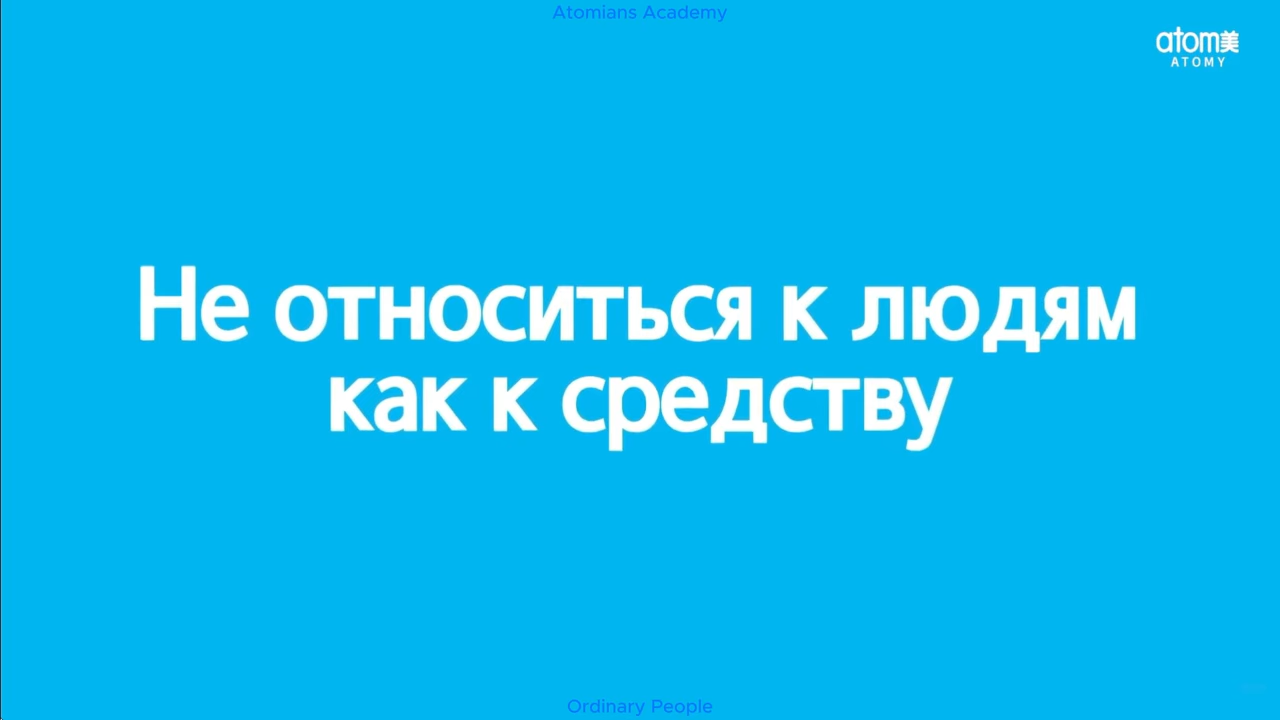 Atomians Academy
atom美
ATOMY
Не относиться к людям
как к средству
Ordinary People